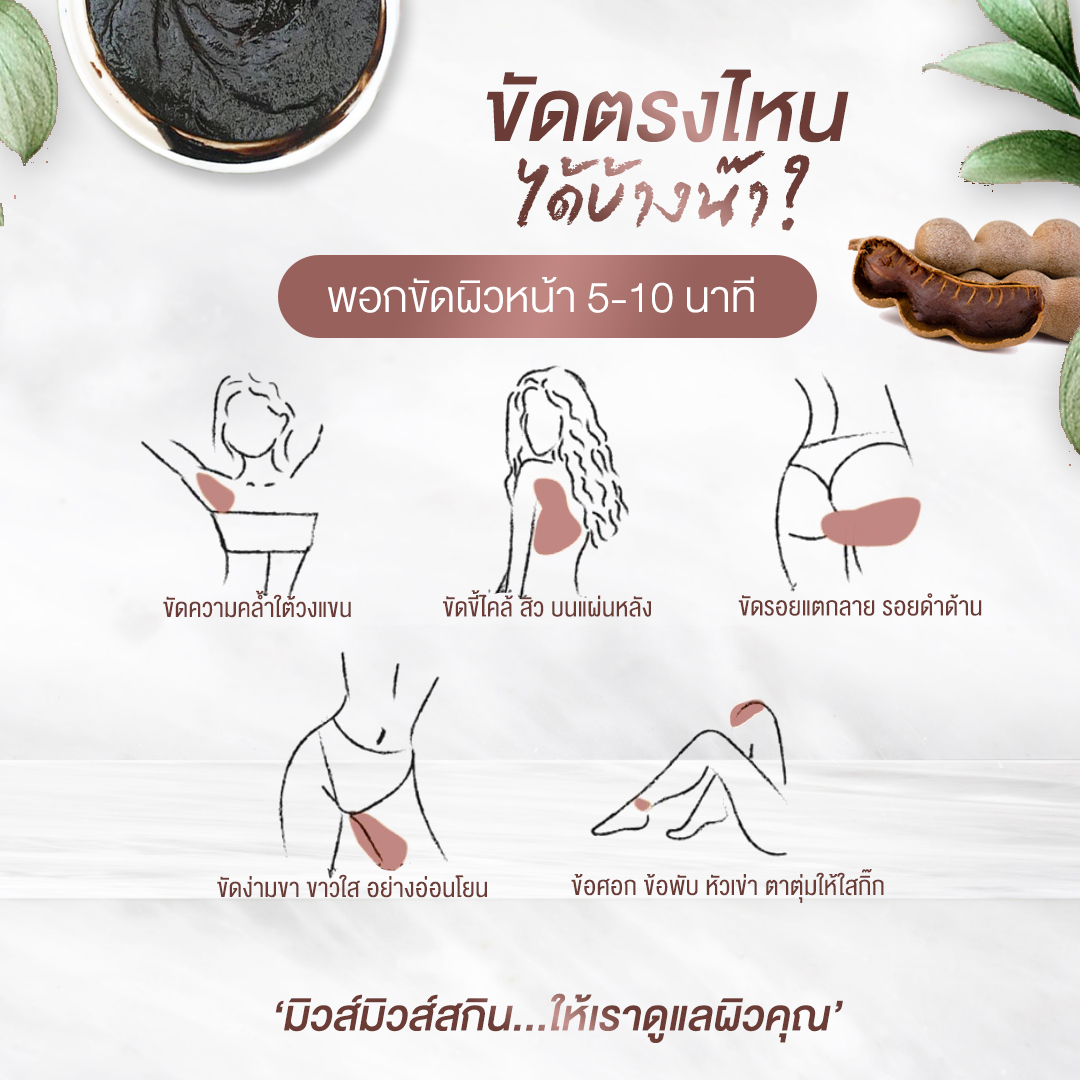 ขัดตรงไหน
ได้บ้างน๊า?
พอกขัดผิวหน้า 5-10 นาที
ขัดความคล้ำใต้วงแขน
ขัดขี้ไคล้ สิว บนแผ่นหลัง
ขัดรอยแตกลาย รอยดำด้าน
ขัดง่ามขา ขาวใส อย่างอ่อนโยน
ข้อศอก ข้อพับ หัวเข่า ตาตุ่มให้ใสกิ๊ก
‘มิวส์มิวส์สกิน...ให้เราดูแลผิวคุณ’